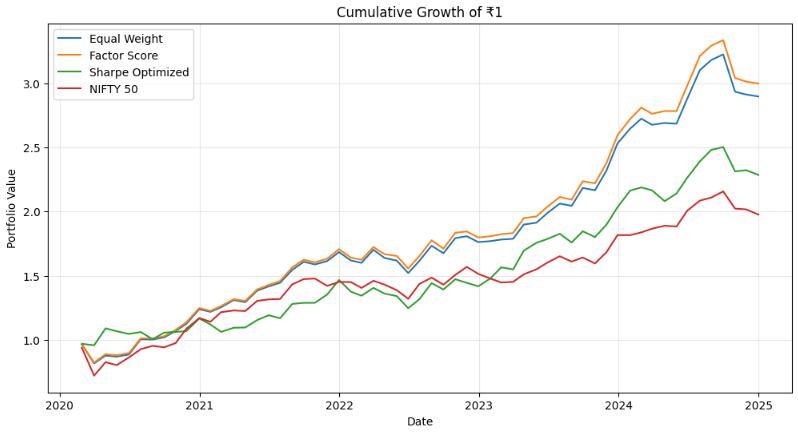 Cumulative Growth of ₹1
Equal Weight
Factor Score
Sharpe Optimized
NIFTY 50
Portfolio Value
3.0
2.5
2.0
1.5
1.0
2020
2021
2022
2023
2024
2025
Date